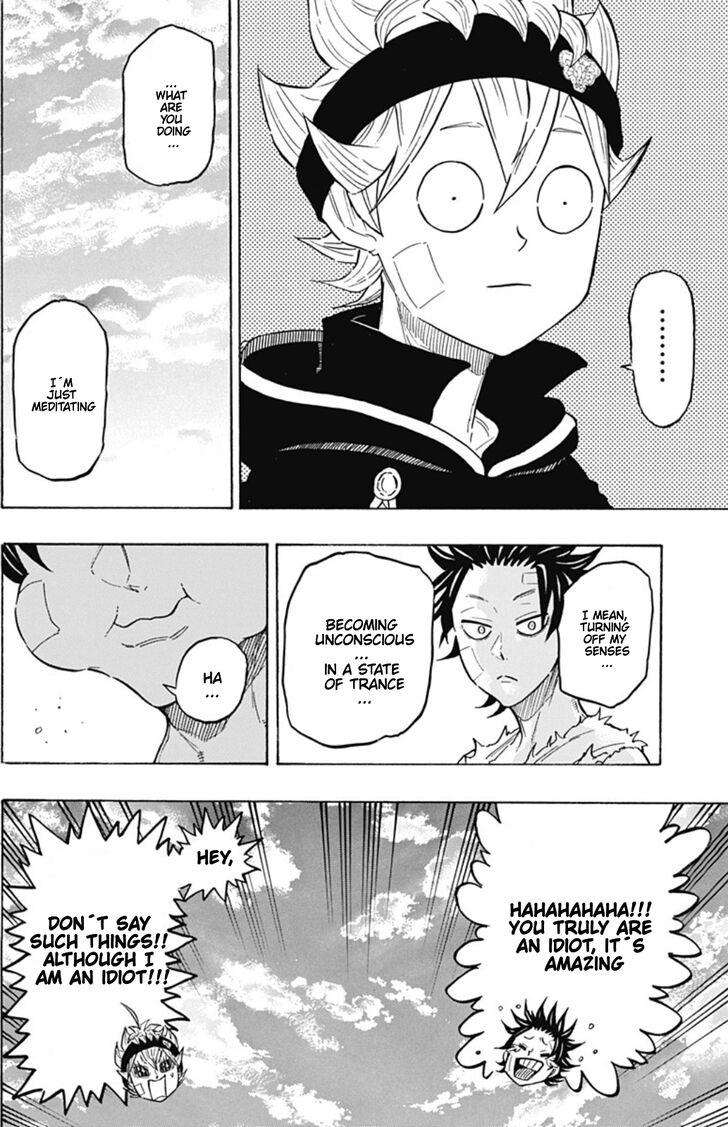 .........
...
WHAT
ARE
YOU
DOING
...
I´M
JUST
MEDITATING
I MEAN,
TURNING
OFF MY
SENSES
...
BECOMING
UNCONSCIOUS
...
IN A STATE
OF TRANCE
...
HA
...
HAHAHAHAHA!!!
YOU TRULY ARE
AN IDIOT, IT´S
AMAZING
HEY,
DON´T SAY
SUCH THINGS!!
ALTHOUGH I
AM AN IDIOT!!!